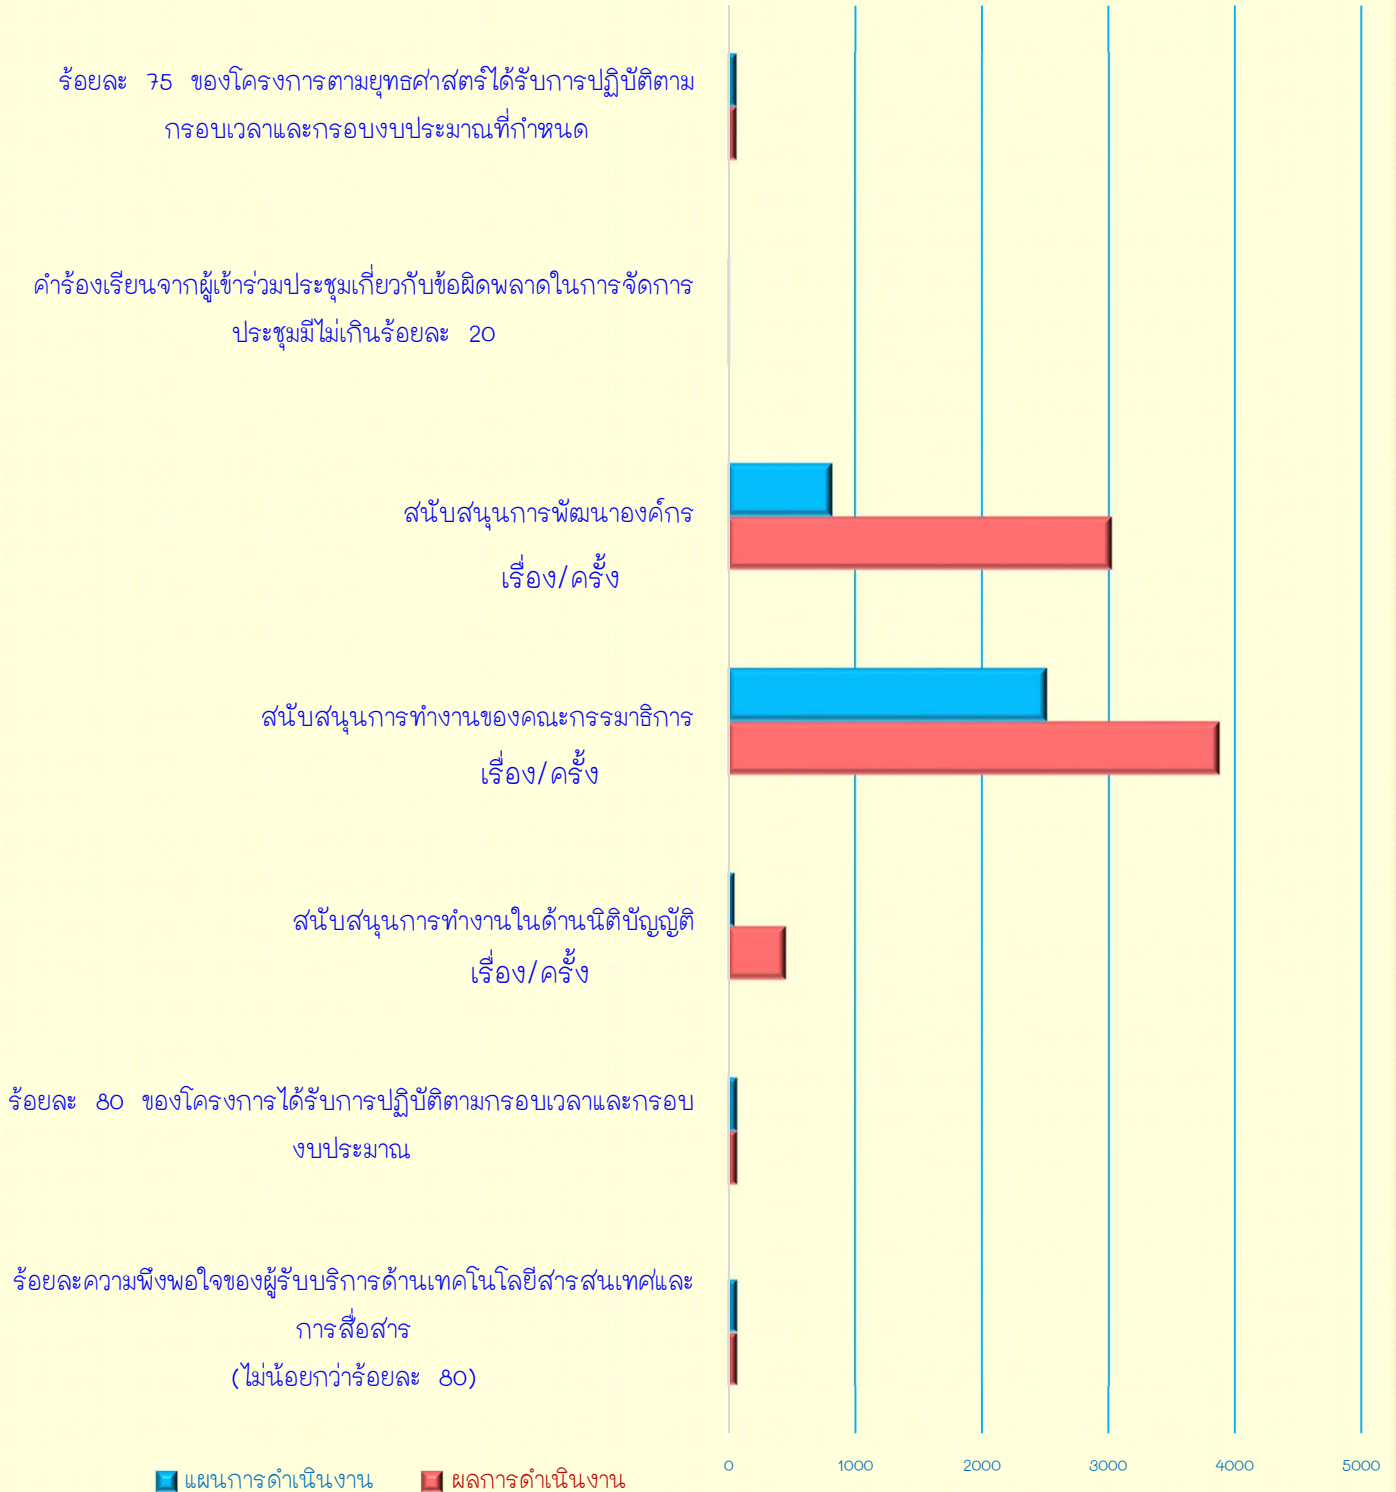 ร้อยละ 75 ของโครงการตามยุทธศาสตร์ได้รับการปฏิบัติตาม
กรอบเวลาและกรอบงบประมาณที่กำหนด
คำร้องเรียนจากผู้เข้าร่วมประชุมเกี่ยวกับข้อผิดพลาดในการจัดการ
ประชุมมีไม่เกินร้อยละ 20
สนับสนุนการพัฒนาองค์กร
เรื่อง/ครั้ง
สนับสนุนการทำงานของคณะกรรมาธิการ
เรื่อง/ครั้ง
สนับสนุนการทำงานในด้านนิติบัญญัติ
เรื่อง/ครั้ง
ร้อยละ 80 ของโครงการได้รับการปฏิบัติตามกรอบเวลาและกรอบ
งบประมาณ
ร้อยละความพึงพอใจของผู้รับบริการด้านเทคโนโลยีสารสนเทศและ
การสื่อสาร
(ไม่น้อยกว่าร้อยละ 80)
0 1000 2000 3000 4000 5000
แผนการดำเนินงาน ผลการดำเนินงาน